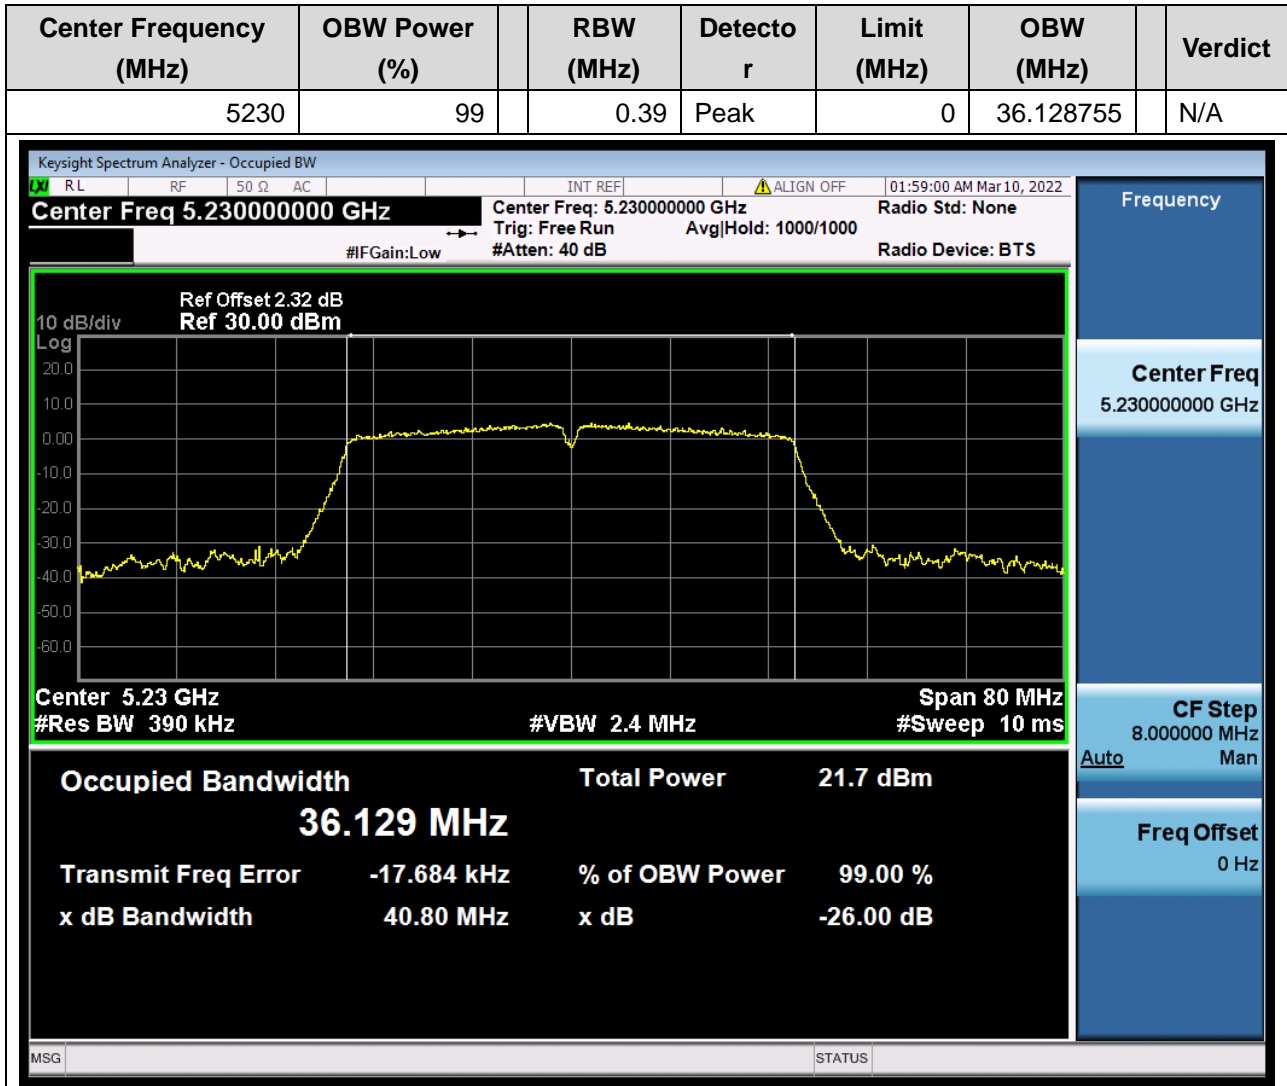 Center Frequency (MHz) OBW Power (%) RBW (MHz) Detector Limit (MHz) OBW (MHz) Verdict
5230 99 0.39 Peak 0 36.128755 N/A
Keysight Spectrum Analyzer - Occupied BW
LXI RL RF 50 Ω AC INT REF ALIGN OFF 01:59:00 AM Mar 10, 2022
Center Freq 5.230000000 GHz
Center Freq: 5.230000000 GHz
Radio Std: None
Trig: Free Run Avg|Hold: 1000/1000
#IFGain:Low #Atten: 40 dB Radio Device: BTS
Ref Offset 2.32 dB
10 dB/div Ref 30.00 dBm
Log
20.0
10.0
0.00
-10.0
-20.0
-30.0
-40.0
-50.0
-60.0
Center 5.23 GHz Span 80 MHz
#Res BW 390 kHz #VBW 2.4 MHz #Sweep 10 ms
Occupied Bandwidth Total Power 21.7 dBm
36.129 MHz
Transmit Freq Error -17.684 kHz % of OBW Power 99.00 %
x dB Bandwidth 40.80 MHz x dB -26.00 dB
Frequency
Center Freq
5.230000000 GHz
CF Step
8.000000 MHz
Auto Man
Freq Offset
0 Hz
MSG STATUS